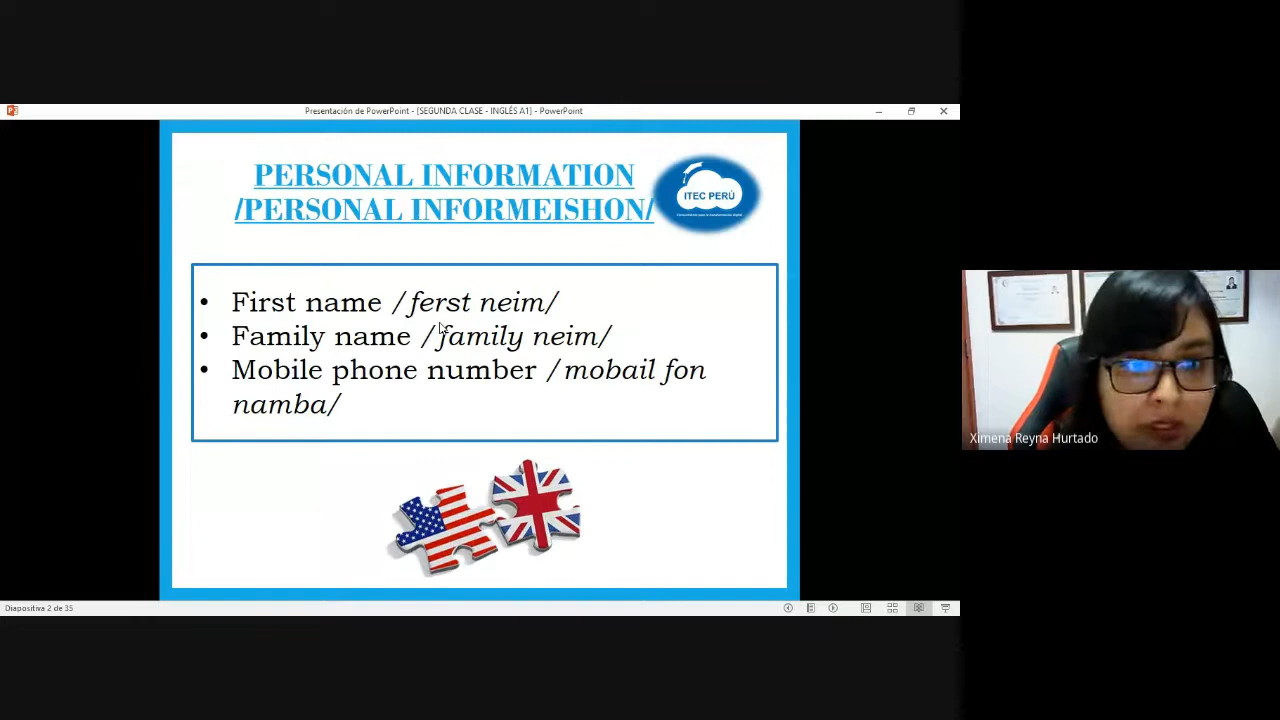 Presentación de PowerPoint - [SEGUNDA CLASE - INGLÉS A1] - PowerPoint
PERSONAL INFORMATION
/PERSONAL INFORMEISHON/
ITEC PERÚ
• First name /ferst neim/
• Family name /family neim/
• Mobile phone number /mobail fon
namba/
Ximena Reyna Hurtado
Diapositiva 2 de 35